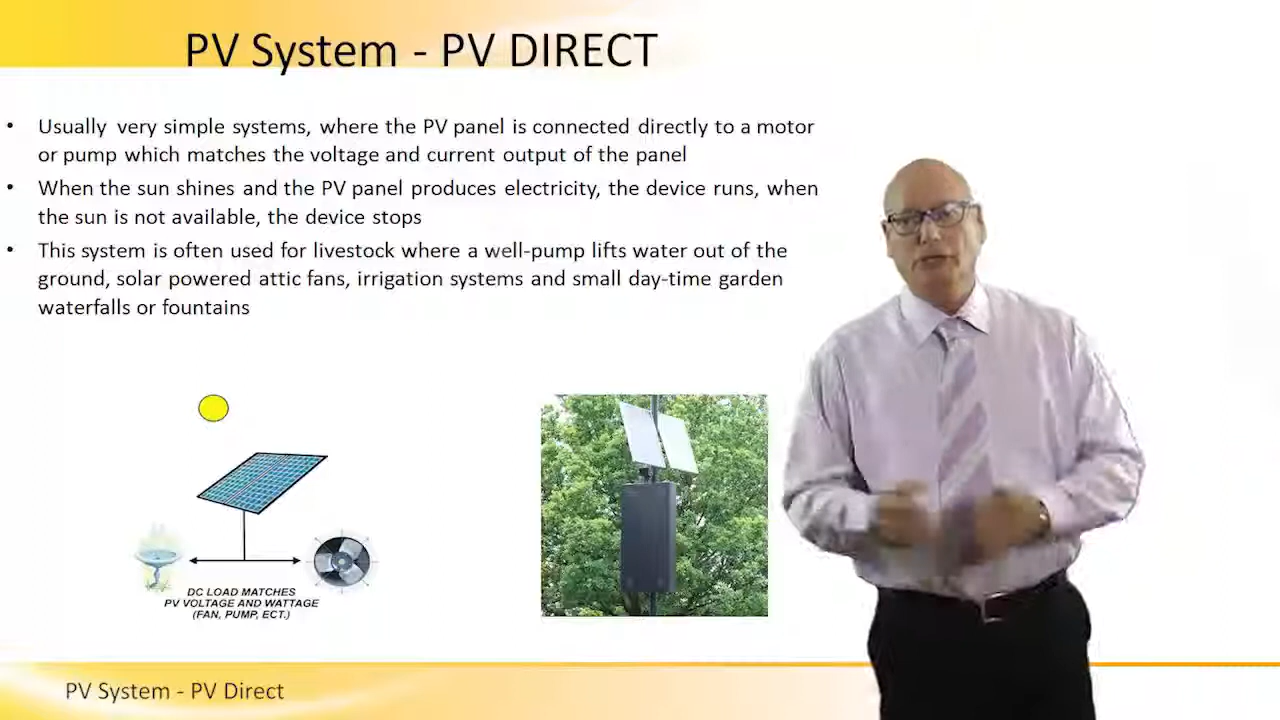 PV System - PV DIRECT
• Usually very simple systems, where the PV panel is connected directly to a motor
or pump which matches the voltage and current output of the panel
• When the sun shines and the PV panel produces electricity, the device runs, when
the sun is not available, the device stops
• This system is often used for livestock where a well-pump lifts water out of the
ground, solar powered attic fans, irrigation systems and small day-time garden
waterfalls or fountains
DC LOAD MATCHES
PV VOLTAGE AND WATTAGE
(FAN, PUMP, ECT.)
PV System - PV Direct